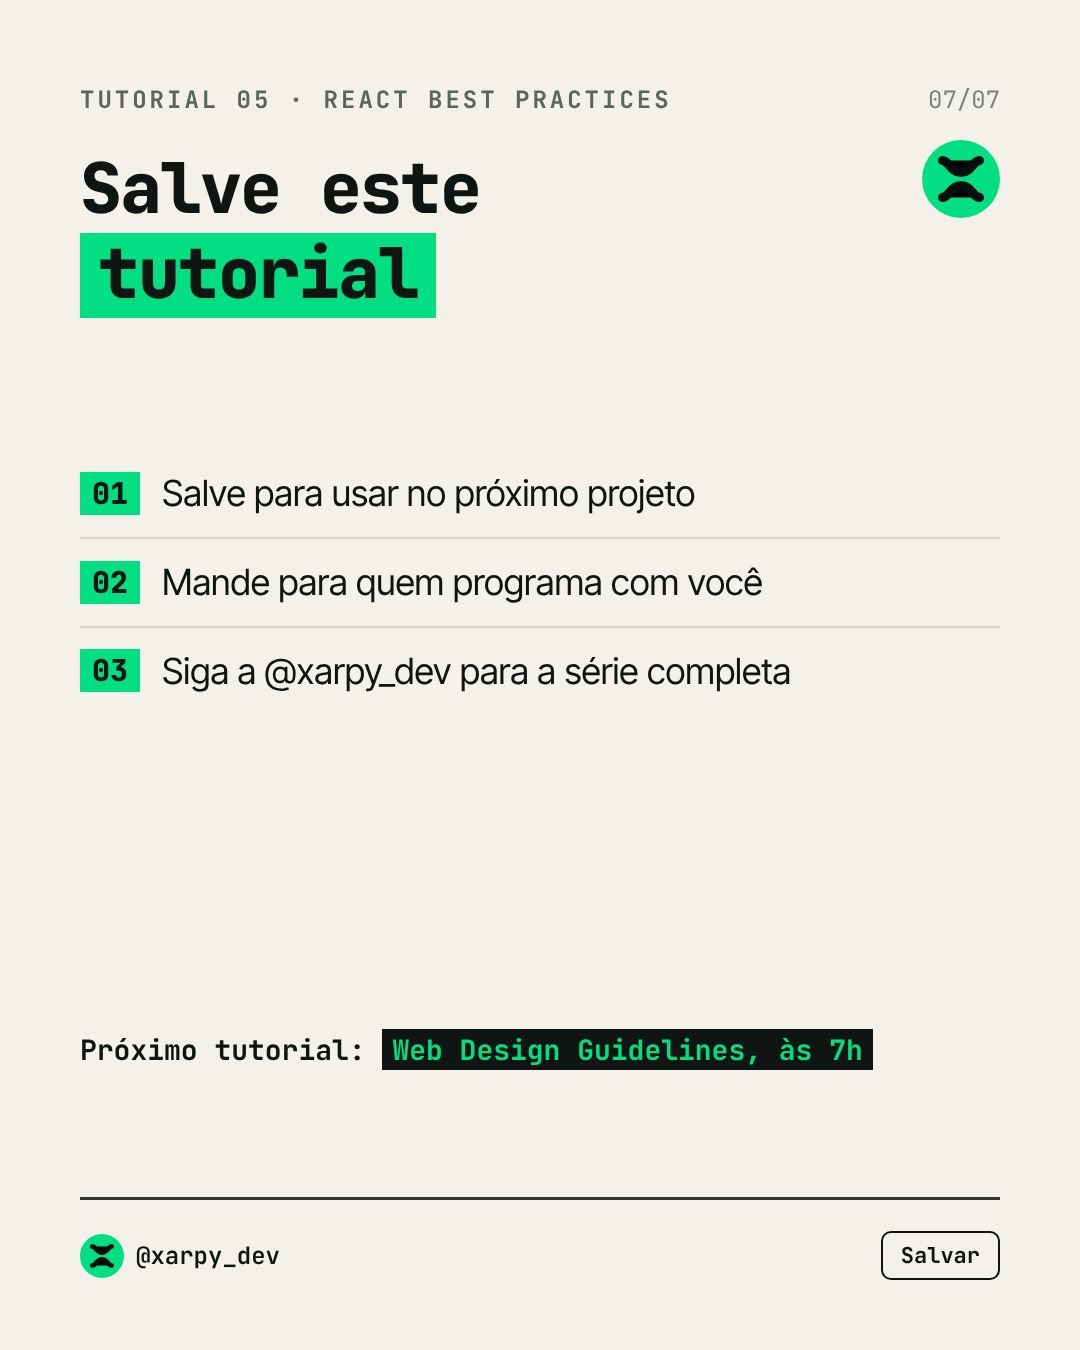 TUTORIAL 05 · REACT BEST PRACTICES
07/07
Salve este
tutorial
01 Salve para usar no próximo projeto
02 Mande para quem programa com você
03 Siga a @xarpy_dev para a série completa
Próximo tutorial: Web Design Guidelines, às 7h
@xarpy_dev
Salvar